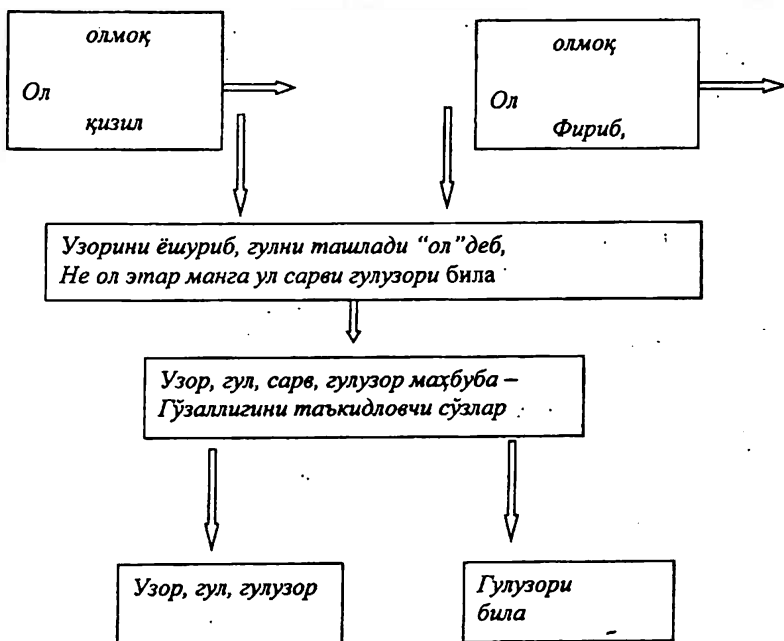 олмоқ
Ол
қизил
олмоқ
Ол
Фириб,
Узорини ёшуриб, гулни ташлади “ол”деб,
Не ол этар манга ул сарви гулузори била
Узор, гул, сарв, гулузор маҳбуба –
Гўзаллигини таъкидловчи сўзлар
Узор, гул, гулузор
Гулузори
била